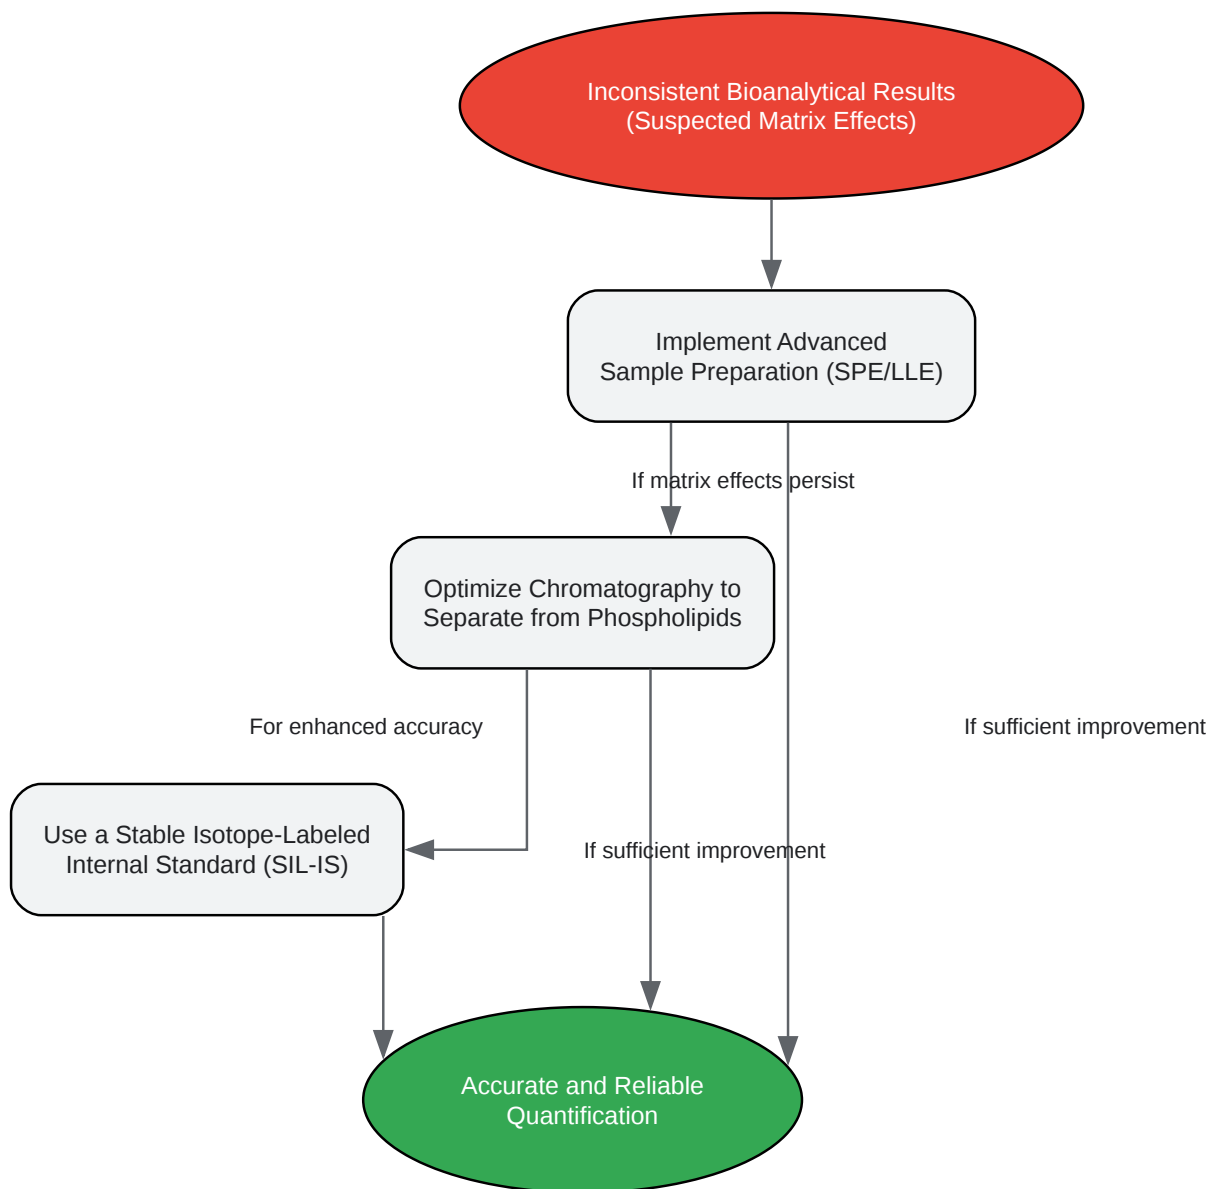 Inconsistent Bioanalytical Results
(Suspected Matrix Effects)
Implement Advanced
Sample Preparation (SPE/LLE)
If matrix effects persist
Optimize Chromatography to
Separate from Phospholipids
For enhanced accuracy
If sufficient improvement
Use a Stable Isotope-Labeled
Internal Standard (SIL-IS)
If sufficient improvement
Accurate and Reliable
Quantification